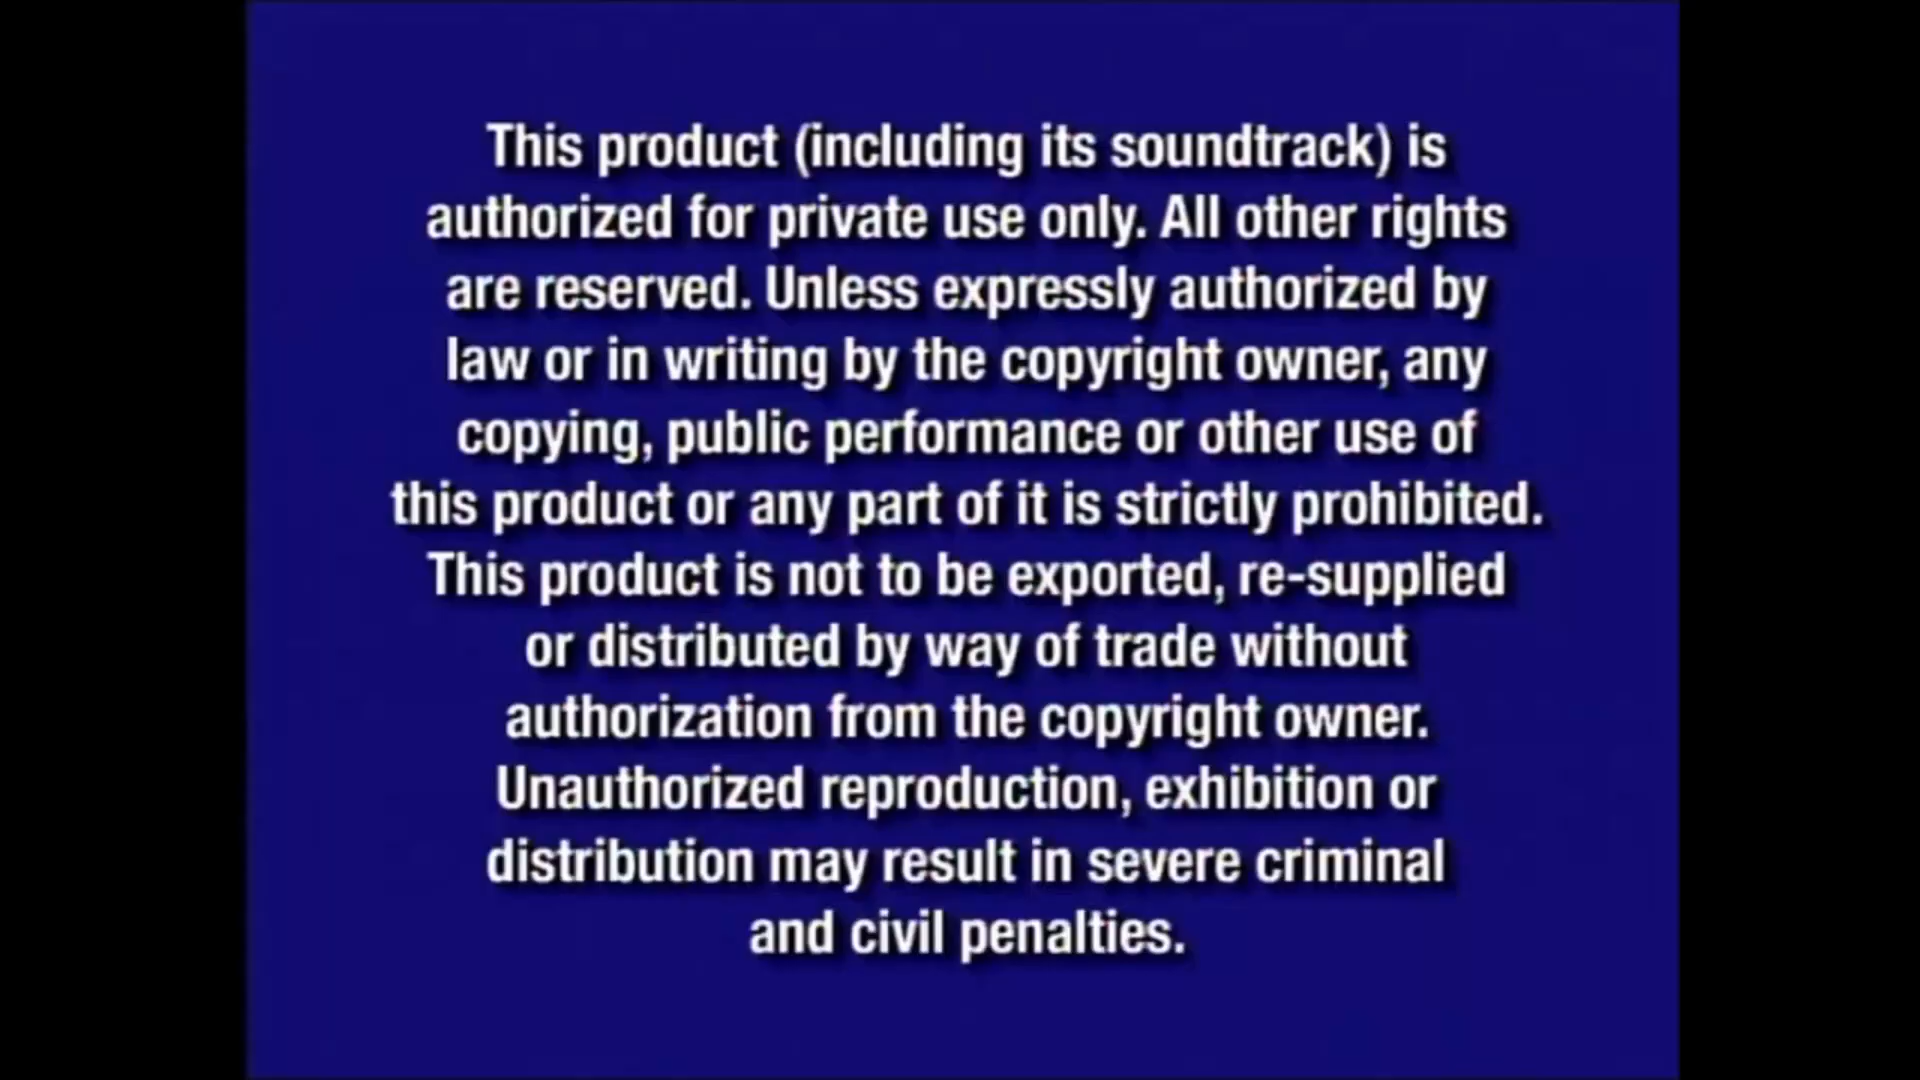 This product (including its soundtrack) is
authorized for private use only. All other rights
are reserved. Unless expressly authorized by
law or in writing by the copyright owner, any
copying, public performance or other use of
this product or any part of it is strictly prohibited.
This product is not to be exported, re-supplied
or distributed by way of trade without
authorization from the copyright owner.
Unauthorized reproduction, exhibition or
distribution may result in severe criminal
and civil penalties.